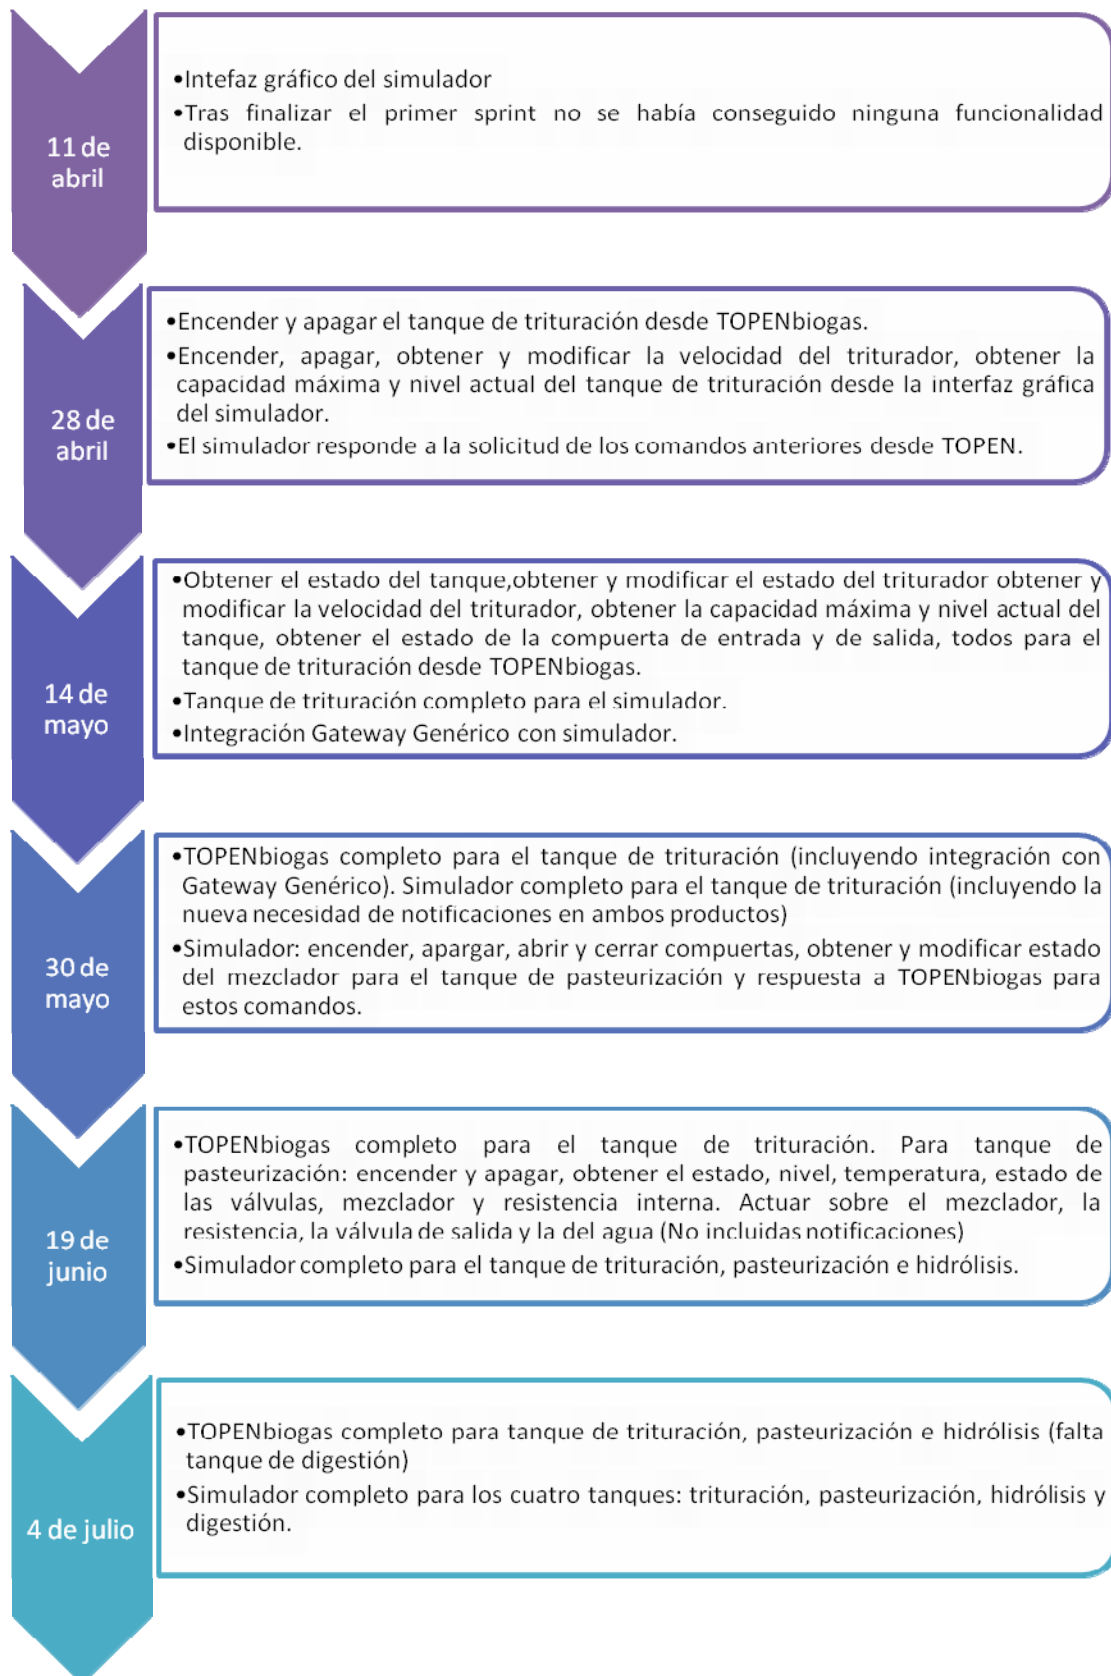 11 de
abril
•Intefaz gráfico del simulador
•Tras finalizar el primer sprint no se había conseguido ninguna funcionalidad
disponible.
28 de
abril
•Encender y apagar el tanque de trituración desde TOPENbiogas.
•Encender, apagar, obtener y modificar la velocidad del triturador, obtener la
capacidad máxima y nivel actual del tanque de trituración desde la interfaz gráfica
del simulador.
•El simulador responde a la solicitud de los comandos anteriores desde TOPEN.
14 de
mayo
•Obtener el estado del tanque,obtener y modificar el estado del triturador obtener y
modificar la velocidad del triturador, obtener la capacidad máxima y nivel actual del
tanque, obtener el estado de la compuerta de entrada y de salida, todos para el
tanque de trituración desde TOPENbiogas.
•Tanque de trituración completo para el simulador.
•Integración Gateway Genérico con simulador.
30 de
mayo
•TOPENbiogas completo para el tanque de trituración (incluyendo integración con
Gateway Genérico). Simulador completo para el tanque de trituración (incluyendo la
nueva necesidad de notificaciones en ambos productos)
•Simulador: encender, apargar, abrir y cerrar compuertas, obtener y modificar estado
del mezclador para el tanque de pasteurización y respuesta a TOPENbiogas para
estos comandos.
19 de
junio
•TOPENbiogas completo para el tanque de trituración. Para tanque de
pasteurización: encender y apagar, obtener el estado, nivel, temperatura, estado de
las válvulas, mezclador y resistencia interna. Actuar sobre el mezclador, la
resistencia, la válvula de salida y la del agua (No incluidas notificaciones)
•Simulador completo para el tanque de trituración, pasteurización e hidrólisis.
4 de julio
•TOPENbiogas completo para tanque de trituración, pasteurización e hidrólisis (falta
tanque de digestión)
•Simulador completo para los cuatro tanques: trituración, pasteurización, hidrólisis y
digestión.